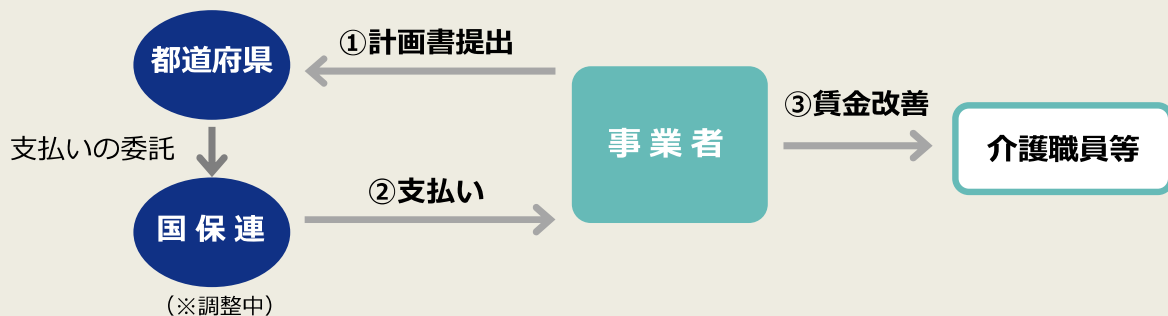 都道府県
①計画書提出
事業者
③賃金改善
介護職員等
支払いの委託
②支払い
国保連
（※調整中）